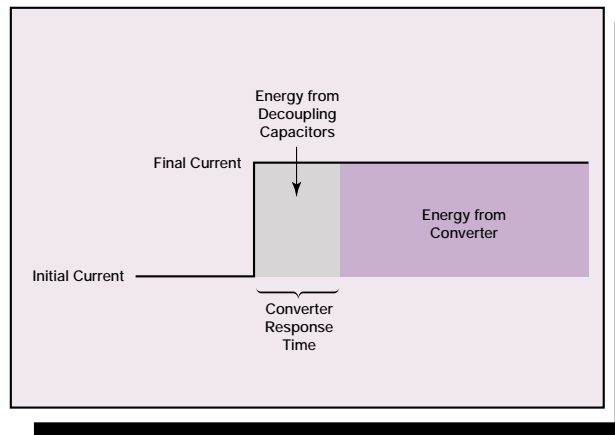 Energy from
Decoupling
Capacitors
Final Current
Energy from
Converter
Initial Current
Converter
Response
Time